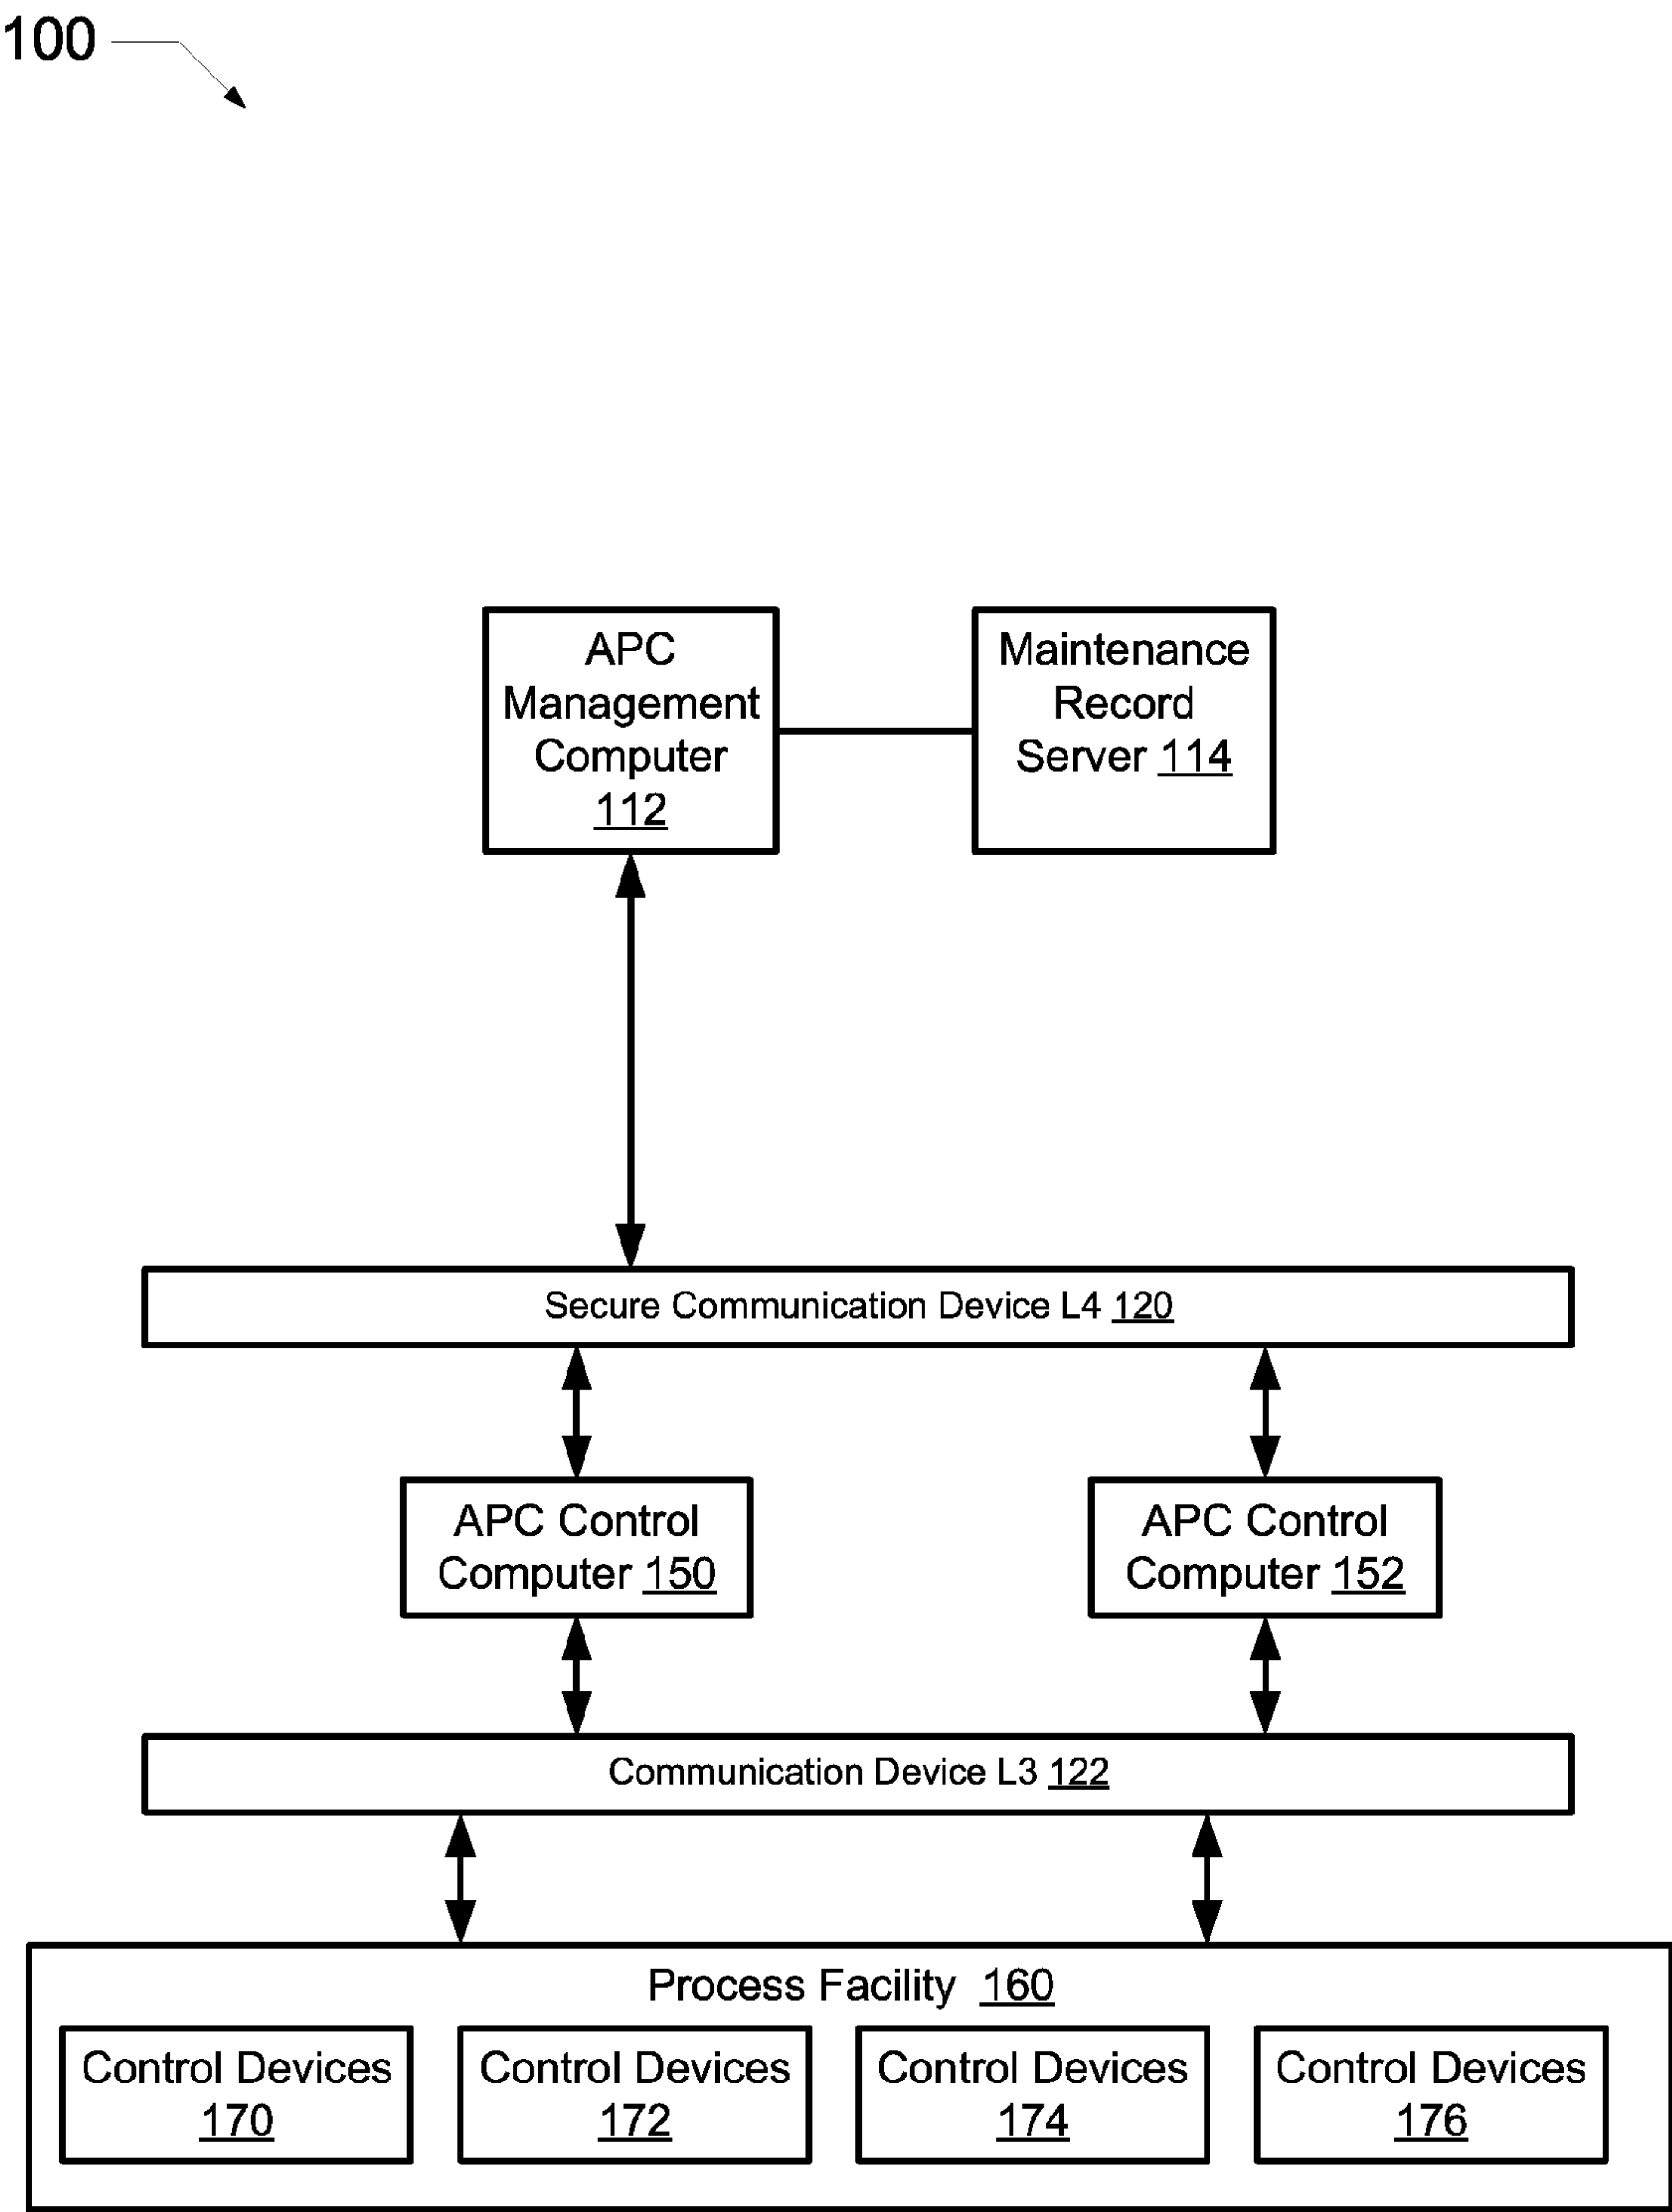 100
APC
Management
Computer
112
Maintenance
Record
Server 114
Secure Communication Device L4 120
APC Control
Computer 150
APC Control
Computer 152
Communication Device L3 122
Process Facility 160
Control Devices
170
Control Devices
172
Control Devices
174
Control Devices
176